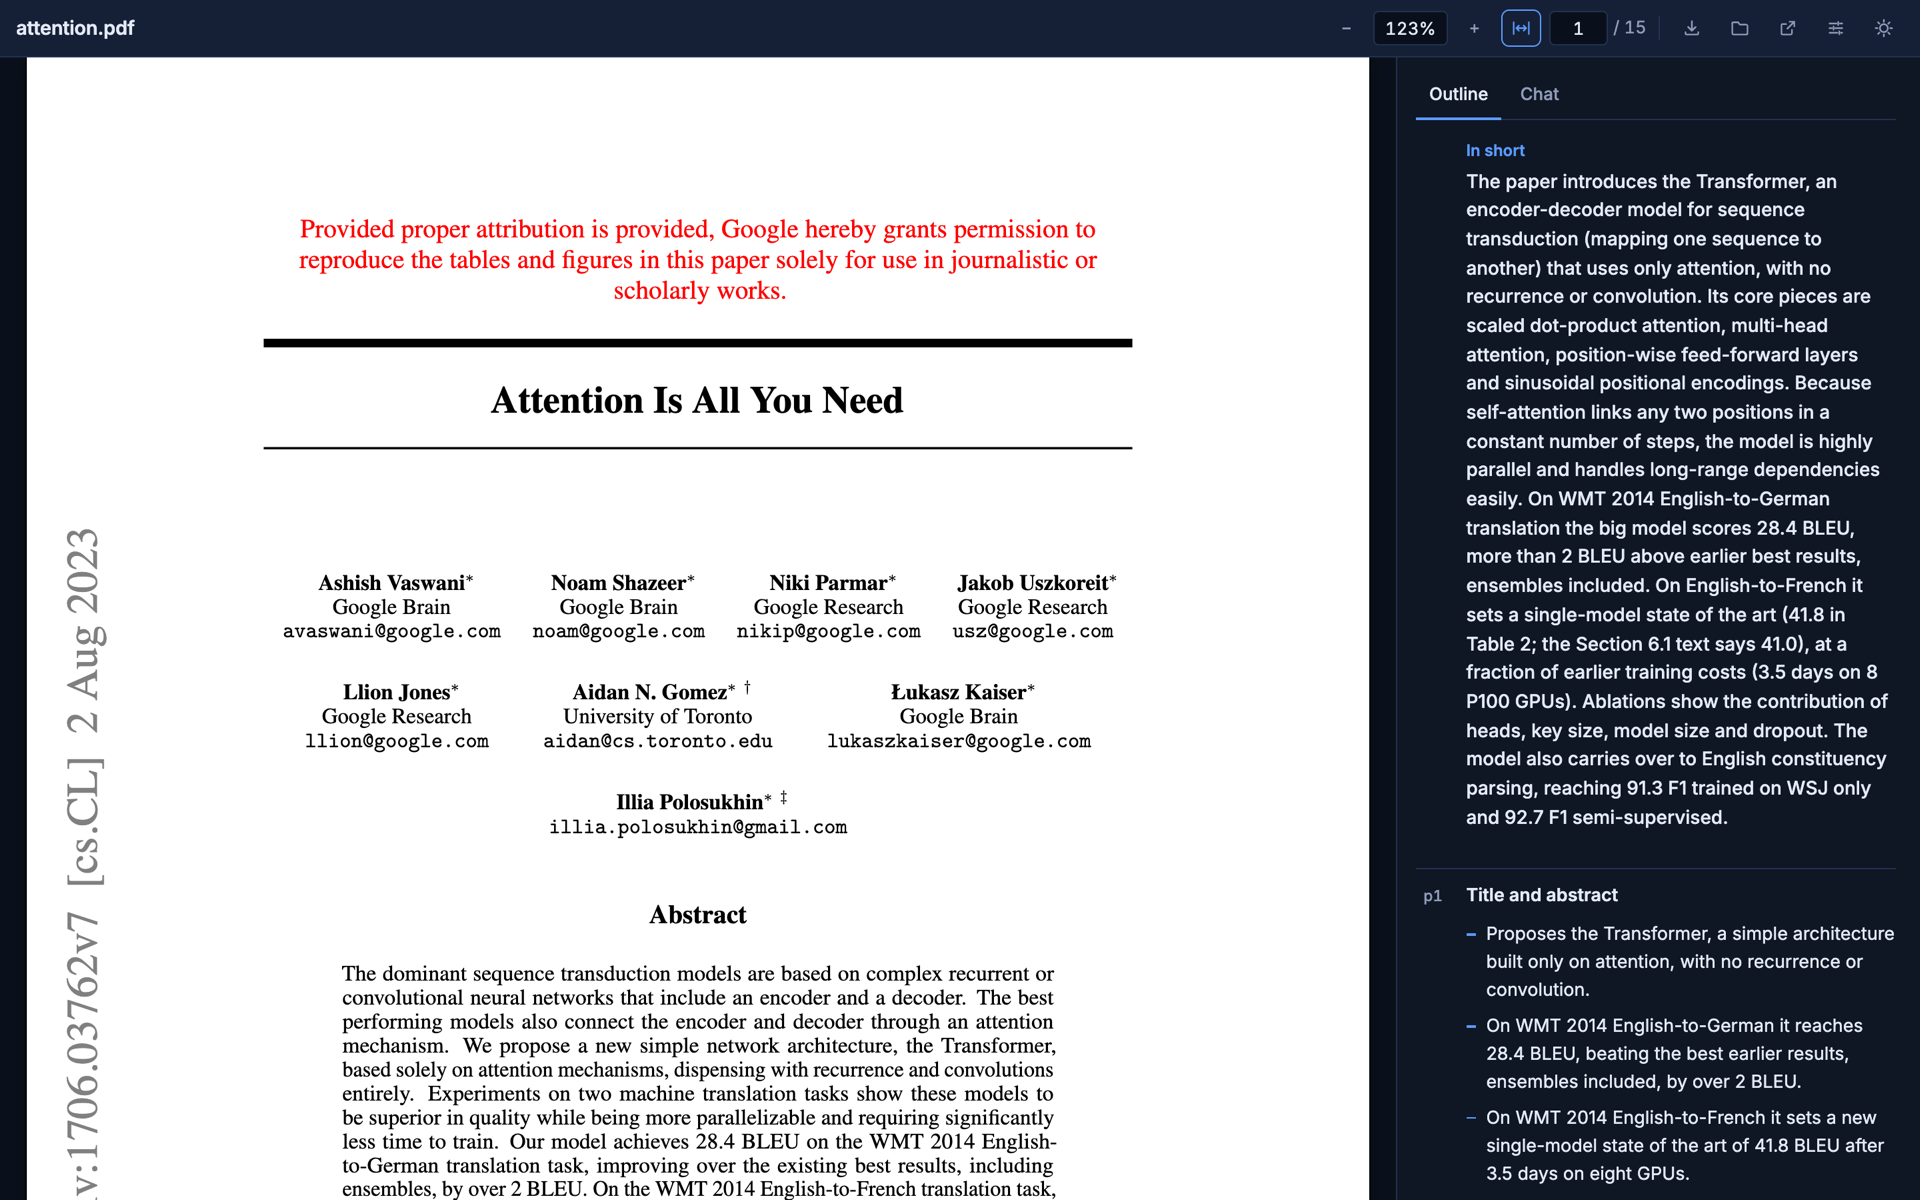 attention.pdf
− 123% + 1 / 15
Provided proper attribution is provided, Google hereby grants permission to
reproduce the tables and figures in this paper solely for use in journalistic or
scholarly works.
Attention Is All You Need
Ashish Vaswani* Noam Shazeer* Niki Parmar* Jakob Uszkoreit*
Google Brain Google Brain Google Research Google Research
avaswani@google.com noam@google.com nikip@google.com usz@google.com
Llion Jones* Aidan N. Gomez* † Łukasz Kaiser*
Google Research University of Toronto Google Brain
llion@google.com aidan@cs.toronto.edu lukaszkaiser@google.com
Illia Polosukhin* ‡
illia.polosukhin@gmail.com
Abstract
The dominant sequence transduction models are based on complex recurrent or
convolutional neural networks that include an encoder and a decoder. The best
performing models also connect the encoder and decoder through an attention
mechanism. We propose a new simple network architecture, the Transformer,
based solely on attention mechanisms, dispensing with recurrence and convolutions
entirely. Experiments on two machine translation tasks show these models to
be superior in quality while being more parallelizable and requiring significantly
less time to train. Our model achieves 28.4 BLEU on the WMT 2014 English-
to-German translation task, improving over the existing best results, including
ensembles, by over 2 BLEU. On the WMT 2014 English-to-French translation task,
v:1706.03762v7 [cs.CL] 2 Aug 2023
Outline Chat
In short
The paper introduces the Transformer, an
encoder-decoder model for sequence
transduction (mapping one sequence to
another) that uses only attention, with no
recurrence or convolution. Its core pieces are
scaled dot-product attention, multi-head
attention, position-wise feed-forward layers
and sinusoidal positional encodings. Because
self-attention links any two positions in a
constant number of steps, the model is highly
parallel and handles long-range dependencies
easily. On WMT 2014 English-to-German
translation the big model scores 28.4 BLEU,
more than 2 BLEU above earlier best results,
ensembles included. On English-to-French it
sets a single-model state of the art (41.8 in
Table 2; the Section 6.1 text says 41.0), at a
fraction of earlier training costs (3.5 days on 8
P100 GPUs). Ablations show the contribution of
heads, key size, model size and dropout. The
model also carries over to English constituency
parsing, reaching 91.3 F1 trained on WSJ only
and 92.7 F1 semi-supervised.
p1 Title and abstract
– Proposes the Transformer, a simple architecture
built only on attention, with no recurrence or
convolution.
– On WMT 2014 English-to-German it reaches
28.4 BLEU, beating the best earlier results,
ensembles included, by over 2 BLEU.
– On WMT 2014 English-to-French it sets a new
single-model state of the art of 41.8 BLEU after
3.5 days on eight GPUs.